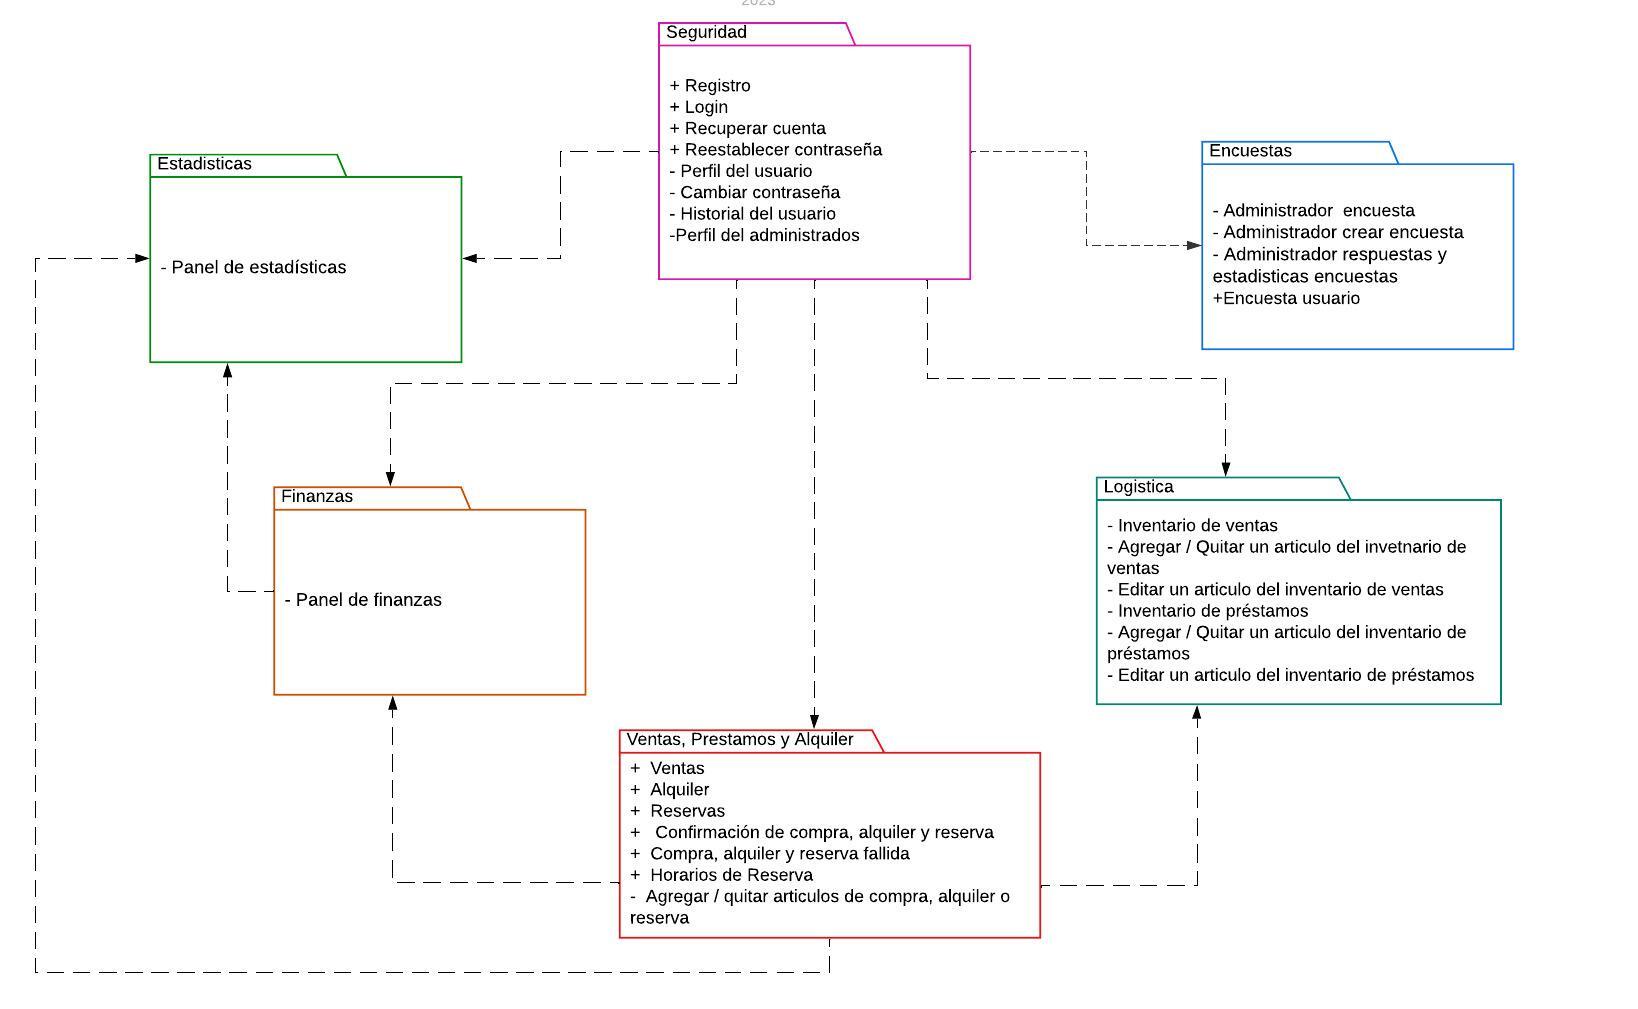 2023
Seguridad
+ Registro
+ Login
+ Recuperar cuenta
+ Reestablecer contraseña
- Perfil del usuario
- Cambiar contraseña
- Historial del usuario
-Perfil del administrados
Estadisticas
- Panel de estadísticas
Encuestas
- Administrador  encuesta
- Administrador crear encuesta
- Administrador respuestas y
estadisticas encuestas
+Encuesta usuario
Finanzas
- Panel de finanzas
Logistica
- Inventario de ventas
- Agregar / Quitar un articulo del invetnario de
ventas
- Editar un articulo del inventario de ventas
- Inventario de préstamos
- Agregar / Quitar un articulo del inventario de
préstamos
- Editar un articulo del inventario de préstamos
Ventas, Prestamos y Alquiler
+  Ventas
+  Alquiler
+  Reservas
+   Confirmación de compra, alquiler y reserva
+  Compra, alquiler y reserva fallida
+  Horarios de Reserva
-  Agregar / quitar articulos de compra, alquiler o
reserva